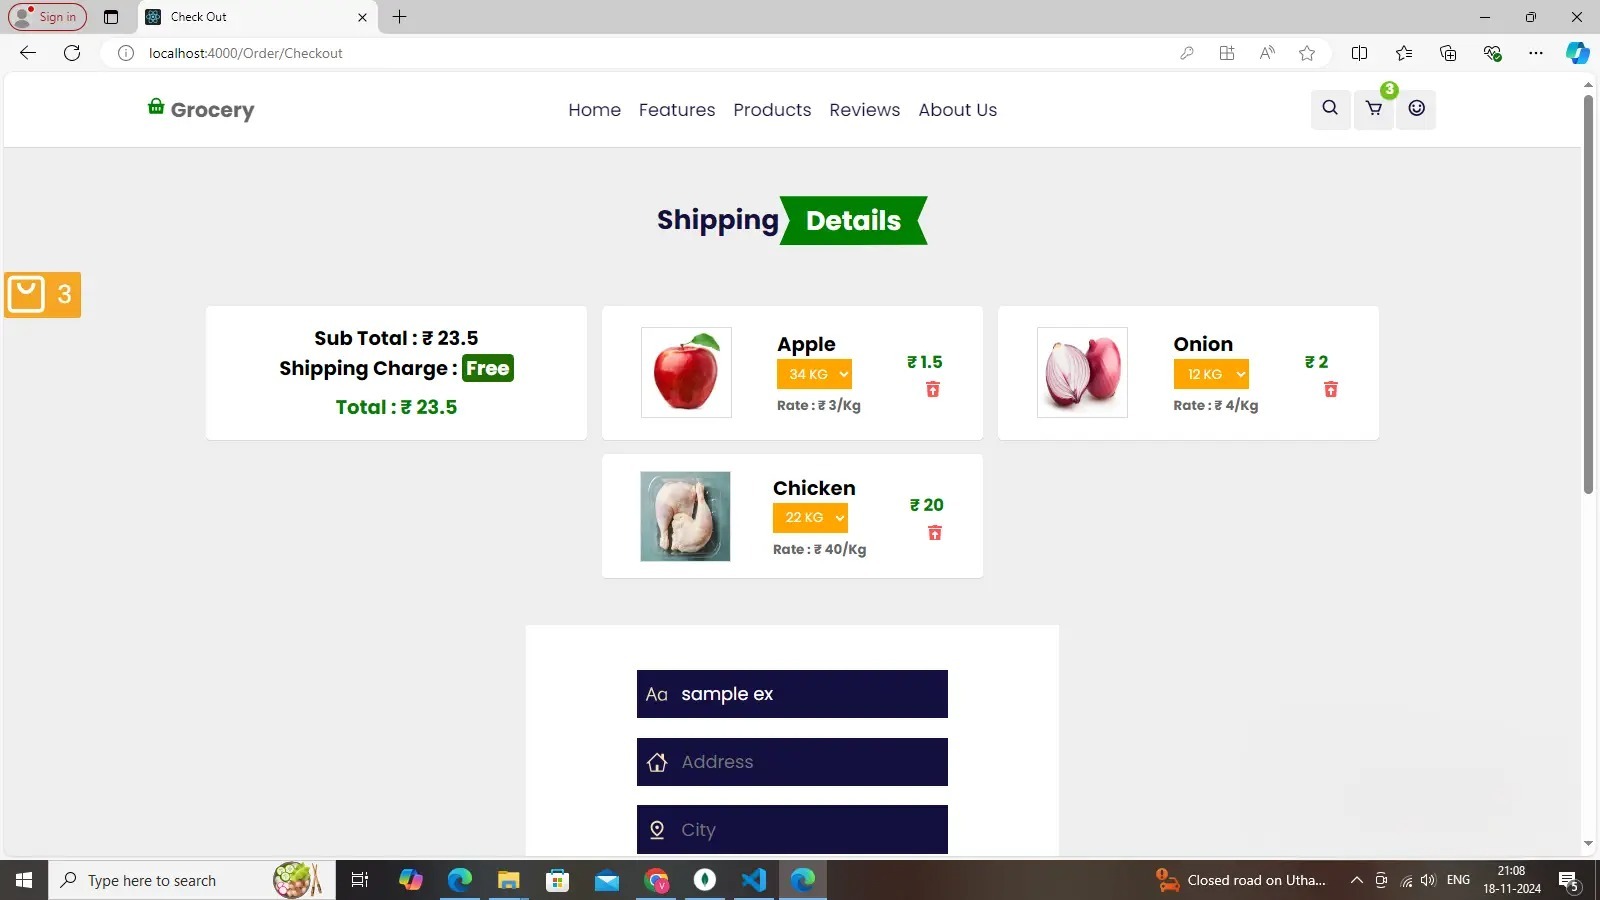 Sign in
Check Out
localhost:4000/Order/Checkout
Grocery
Home Features Products Reviews About Us
3
Shipping Details
3
Sub Total : ₹ 23.5
Shipping Charge : Free
Total : ₹ 23.5
Apple
34 KG
Rate : ₹ 3/Kg
₹ 1.5
Onion
12 KG
Rate : ₹ 4/Kg
₹ 2
Chicken
22 KG
Rate : ₹ 40/Kg
₹ 20
Aa sample ex
Address
City
Type here to search
Closed road on Utha...
ENG
21:08
18-11-2024
5